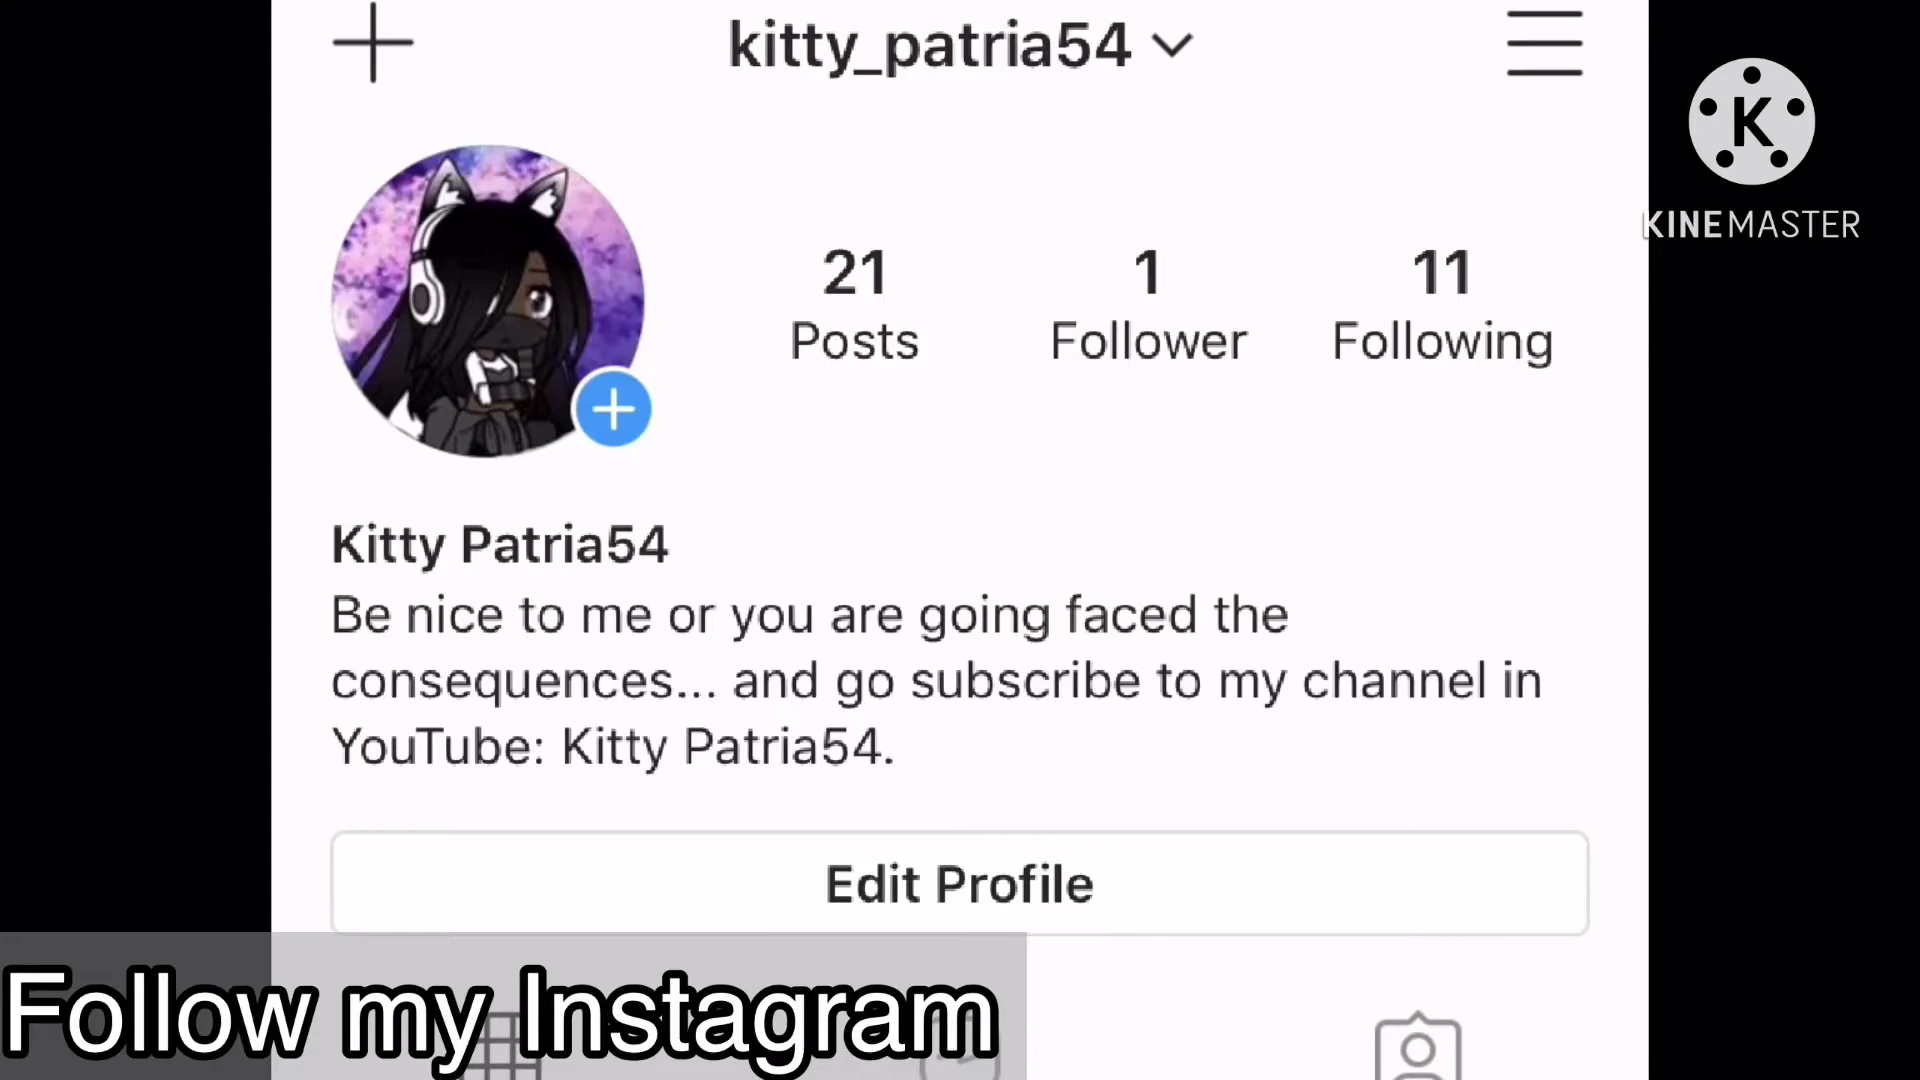 kitty_patria54
K
KINEMASTER
21
1
11
Posts
Follower
Following
Kitty Patria54
Be nice to me or you are going faced the
consequences... and go subscribe to my channel in
YouTube: Kitty Patria54.
Edit Profile
Follow my Instagram